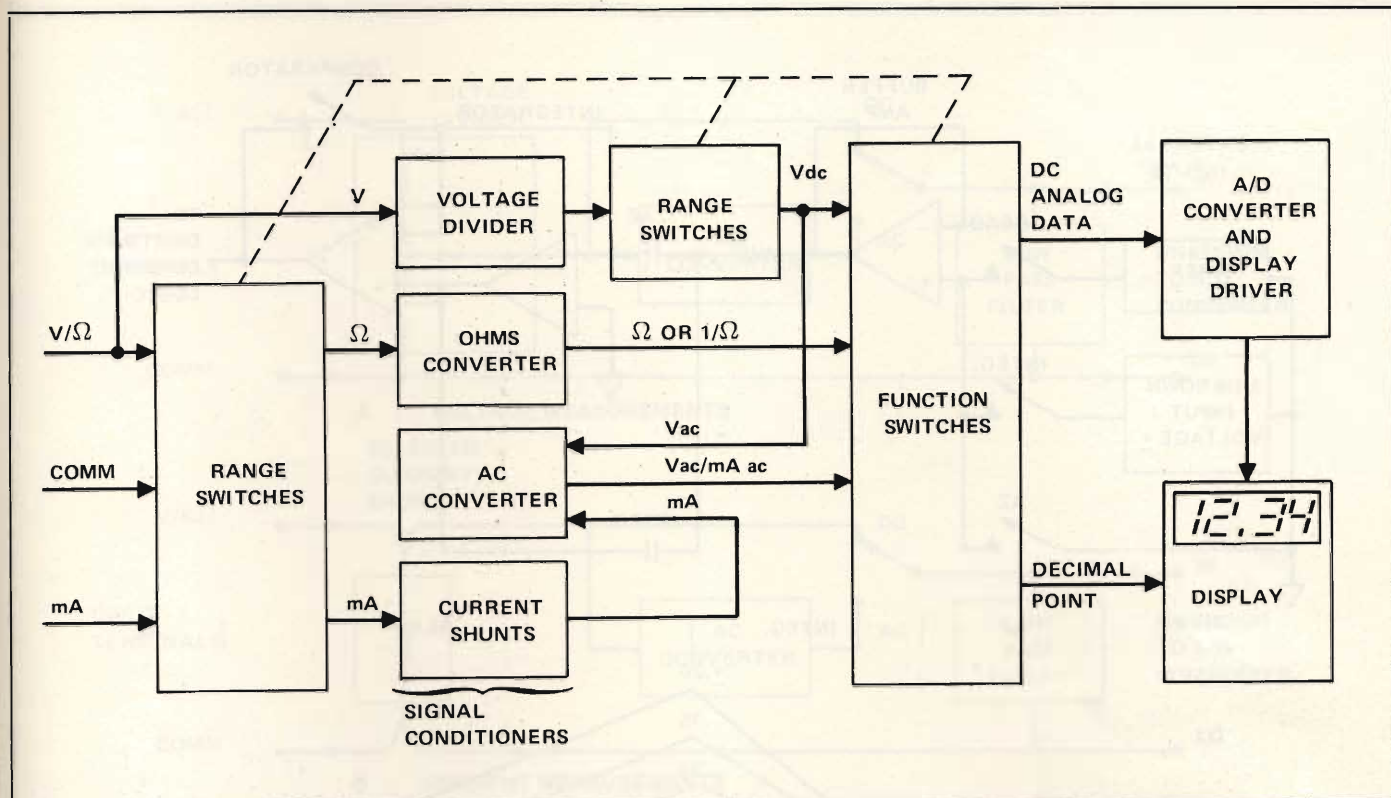 V
VOLTAGE
DIVIDER
RANGE
SWITCHES
Vdc
DC
ANALOG
DATA
A/D
CONVERTER
AND
DISPLAY
DRIVER
V/Ω
Ω
OHMS
CONVERTER
Ω OR 1/Ω
FUNCTION
SWITCHES
COMM
RANGE
SWITCHES
AC
CONVERTER
Vac
Vac/mA ac
mA
12.34
DISPLAY
mA
mA
CURRENT
SHUNTS
DECIMAL
POINT
SIGNAL
CONDITIONERS